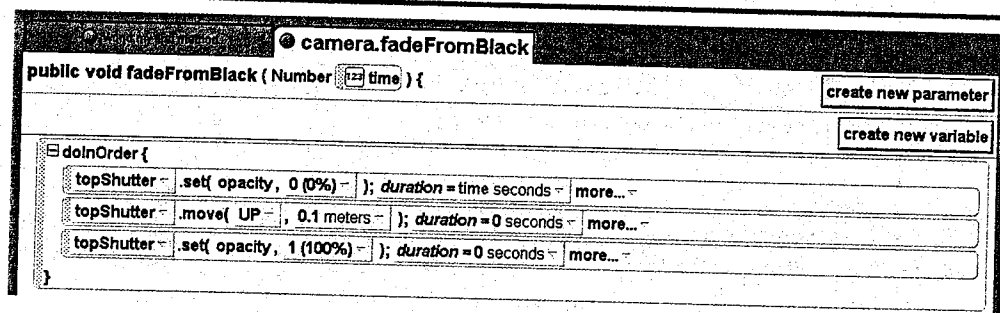 camera.fadeFromBlack
public void fadeFromBlack ( Number 123 time ) {
create new parameter
create new variable
doInOrder {
topShutter .set( opacity , 0 (0%) ); duration = time seconds more...
topShutter .move( UP , 0.1 meters ); duration = 0 seconds more...
topShutter .set( opacity , 1 (100%) ); duration = 0 seconds more...
}